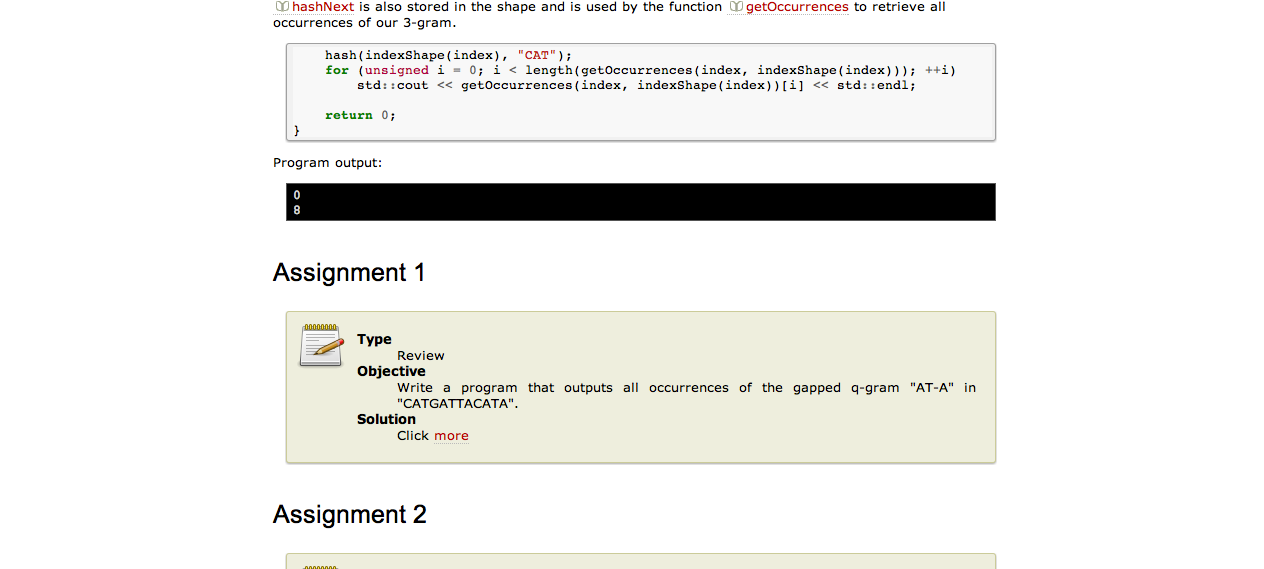 hashNext is also stored in the shape and is used by the function getOccurrences to retrieve all
occurrences of our 3-gram.
hash(indexShape(index), "CAT");
for (unsigned i = 0; i < length(getOccurrences(index, indexShape(index))); ++i)
std::cout << getOccurrences(index, indexShape(index))[i] << std::endl;
return 0;
}
Program output:
0
8
Assignment 1
Type
Review
Objective
Write a program that outputs all occurrences of the gapped q-gram "AT-A" in
"CATGATTACATA".
Solution
Click more
Assignment 2